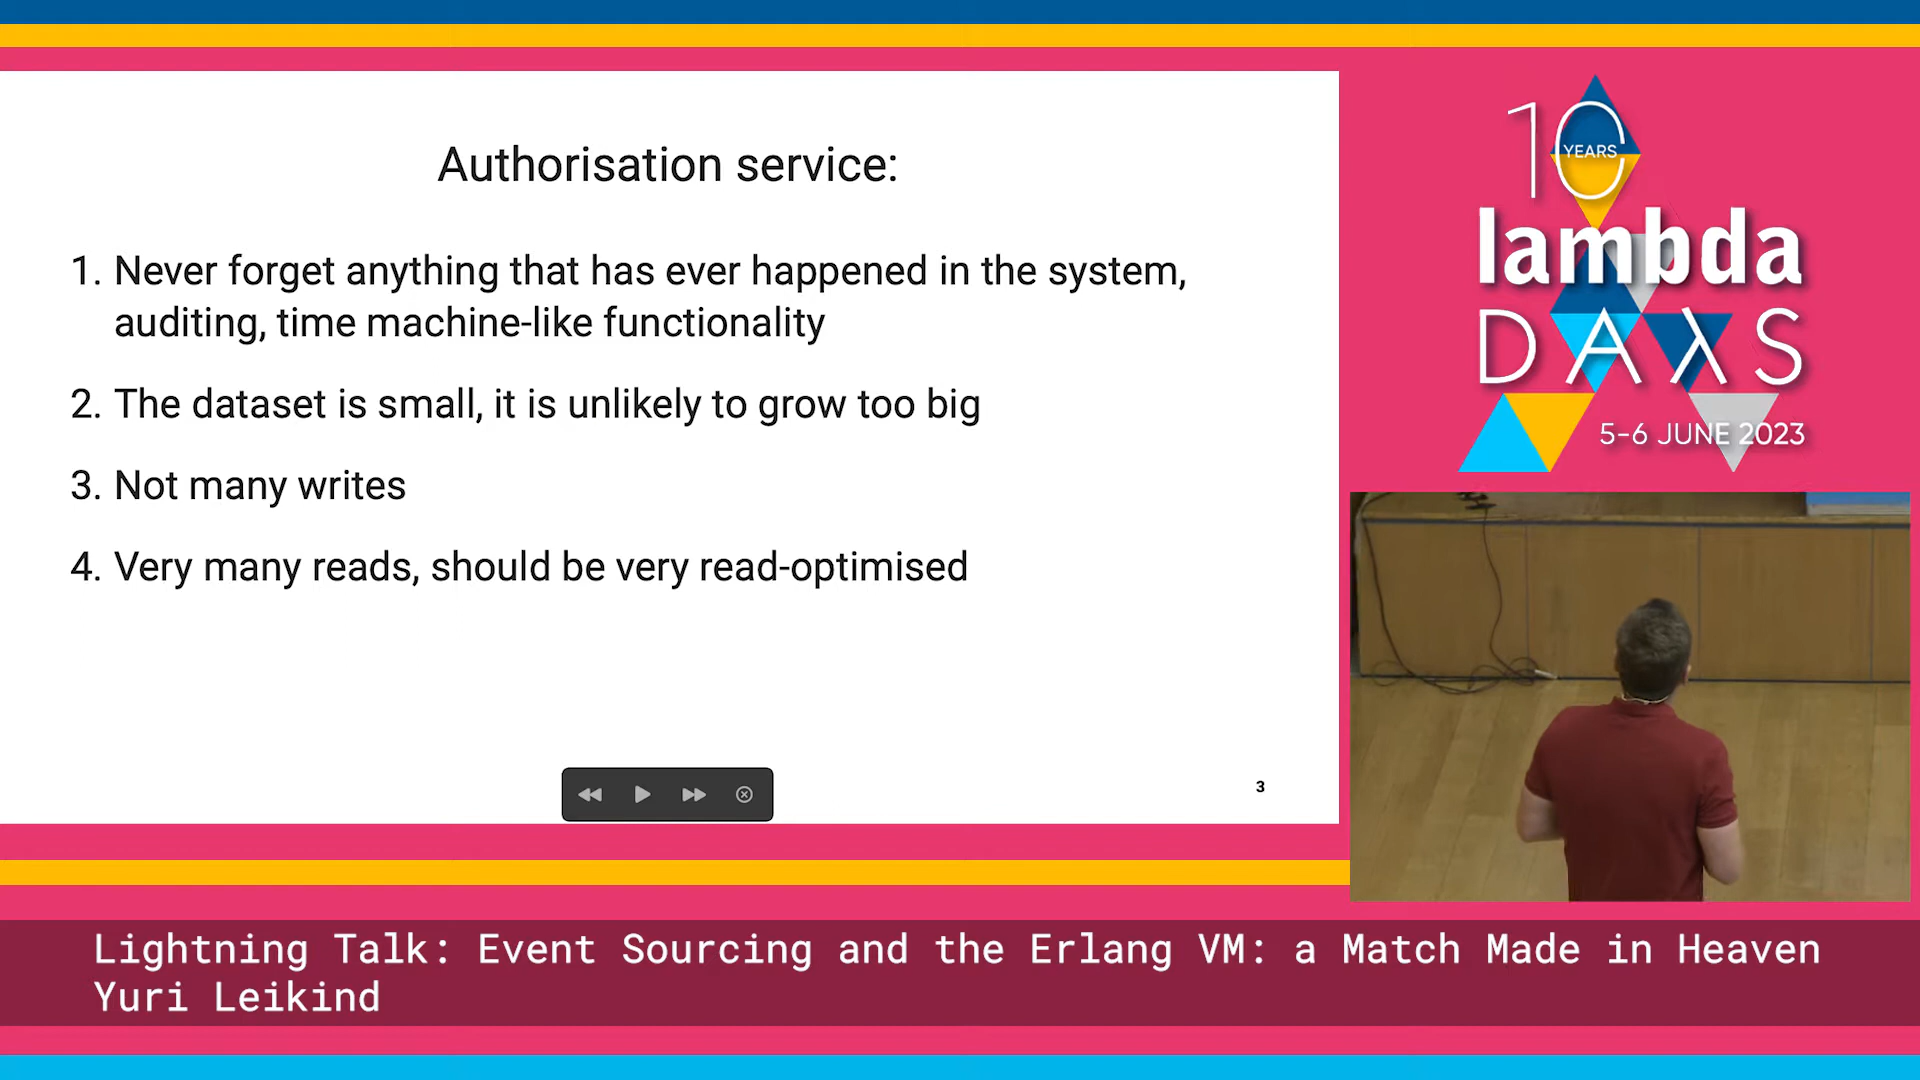 Authorisation service:
1. Never forget anything that has ever happened in the system,
auditing, time machine-like functionality
2. The dataset is small, it is unlikely to grow too big
3. Not many writes
4. Very many reads, should be very read-optimised
3
10
YEARS
lambda
DAλS
5-6 JUNE 2023
Lightning Talk: Event Sourcing and the Erlang VM: a Match Made in Heaven
Yuri Leikind